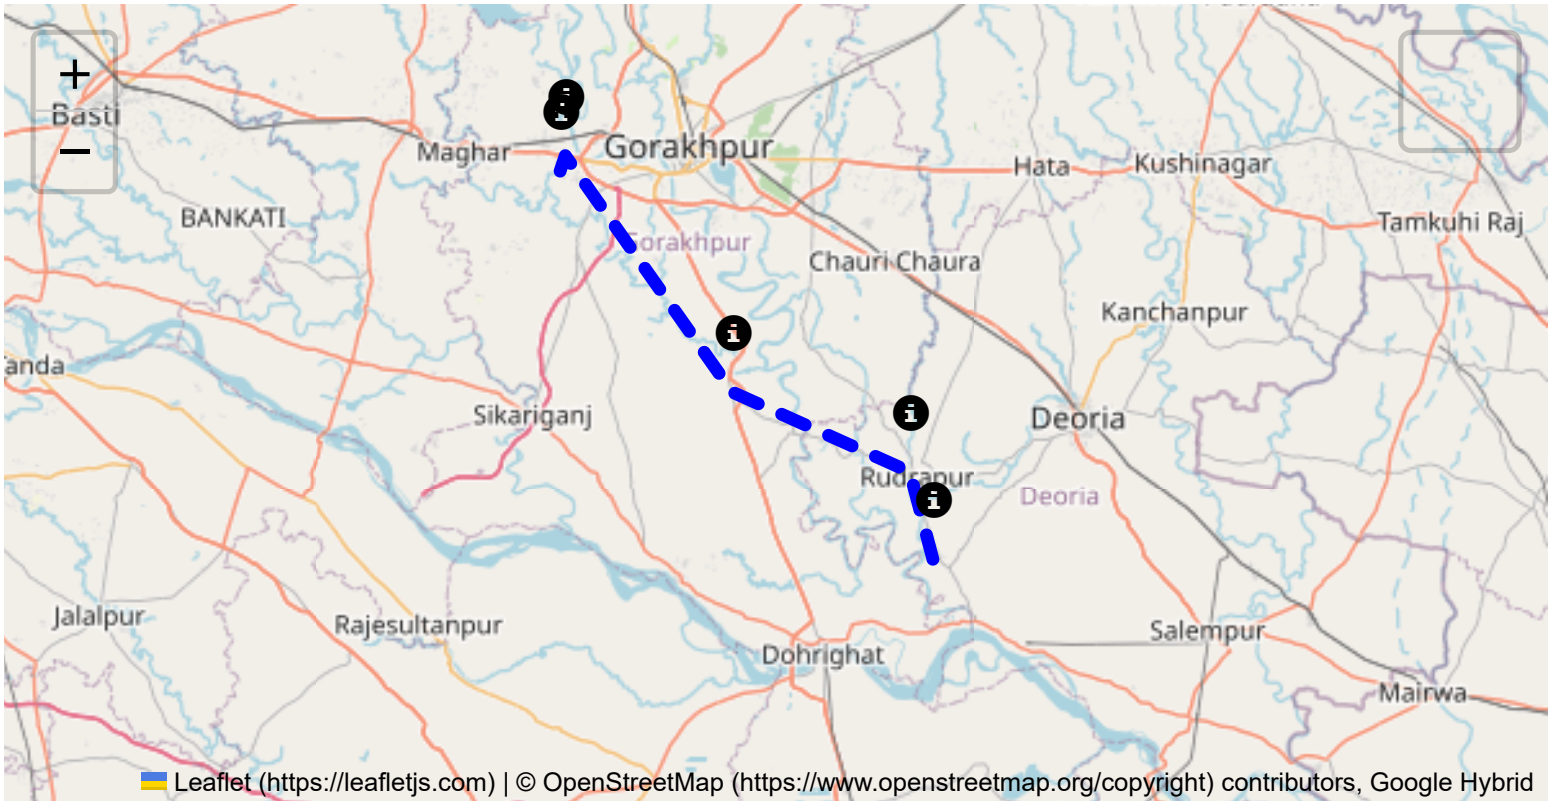 +
Basti
−
Maghar
Gorakhpur
Hata
Kushinagar
BANKATI
Tamkuhi Raj
Gorakhpur
Chauri Chaura
Kanchanpur
anda
Sikariganj
Deoria
Rudrapur
Deoria
Jalalpur
Rajesultanpur
Salempur
Dohrighat
Mairwa
Leaflet (https://leafletjs.com) | © OpenStreetMap (https://www.openstreetmap.org/copyright) contributors, Google Hybrid